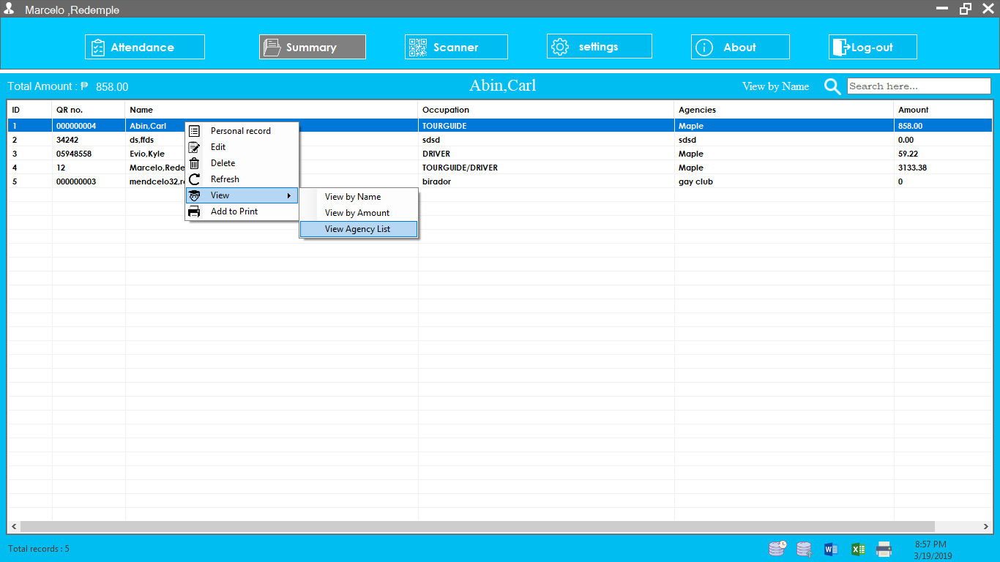 Marcelo ,Redemple
Attendance Summary Scanner settings About Log-out
Total Amount : ₱ 858.00 Abin,Carl View by Name Search here...
ID QR no. Name Occupation Agencies Amount
1 000000004 Abin,Carl TOURGUIDE Maple 858.00
2 34242 ds,ffds sdsd sdsd 0.00
3 05948558 Evio,Kyle DRIVER Maple 59.22
4 12 Marcelo,Rede TOURGUIDE/DRIVER Maple 3133.38
5 000000003 mendcelo32,r birador gay club 0
Personal record
Edit
Delete
Refresh
View
Add to Print
View by Name
View by Amount
View Agency List
Total records : 5
8:57 PM
3/19/2019